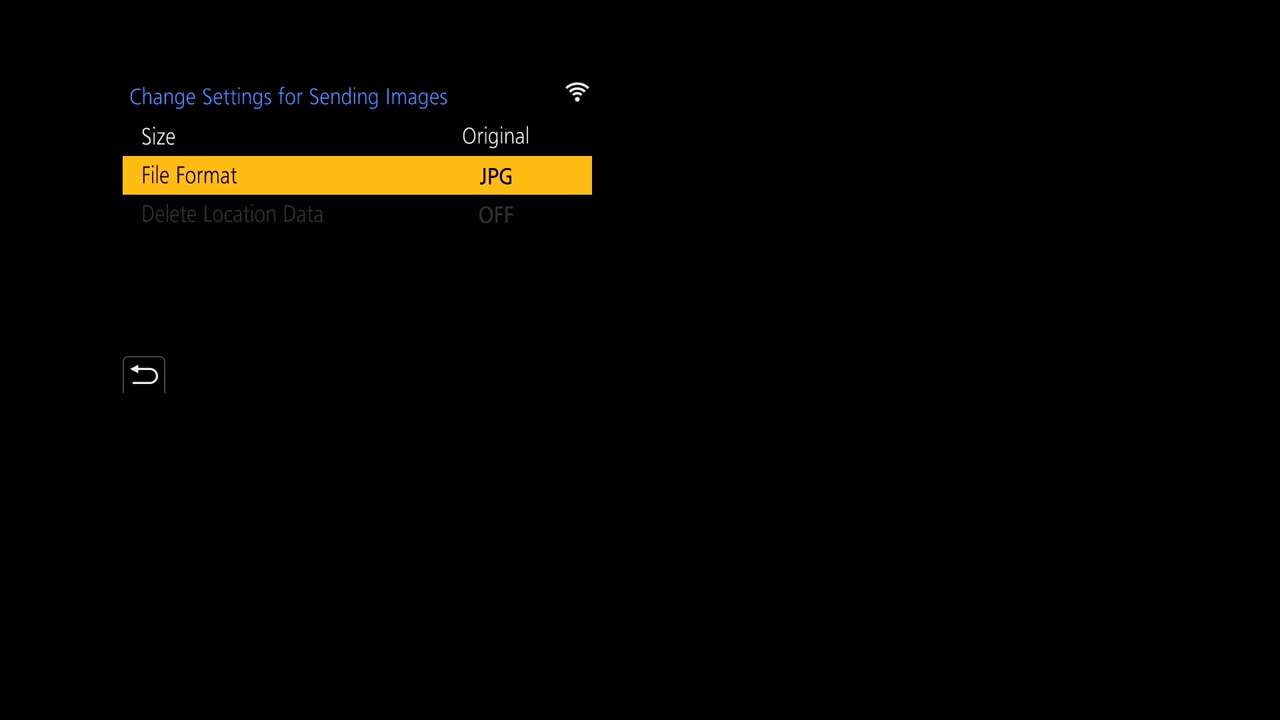 Change Settings for Sending Images
Size Original
File Format JPG
Delete Location Data OFF